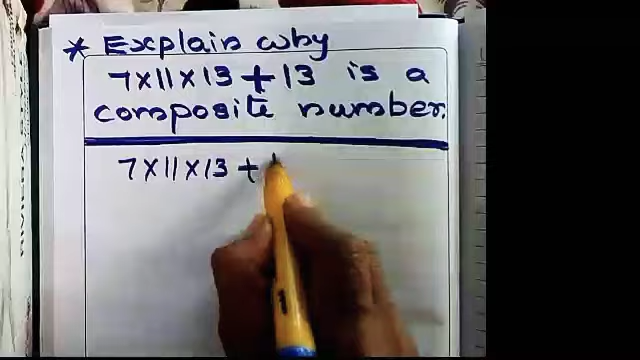 * Explain why
7×11×13 + 13 is a
composite number.
7×11×13 +